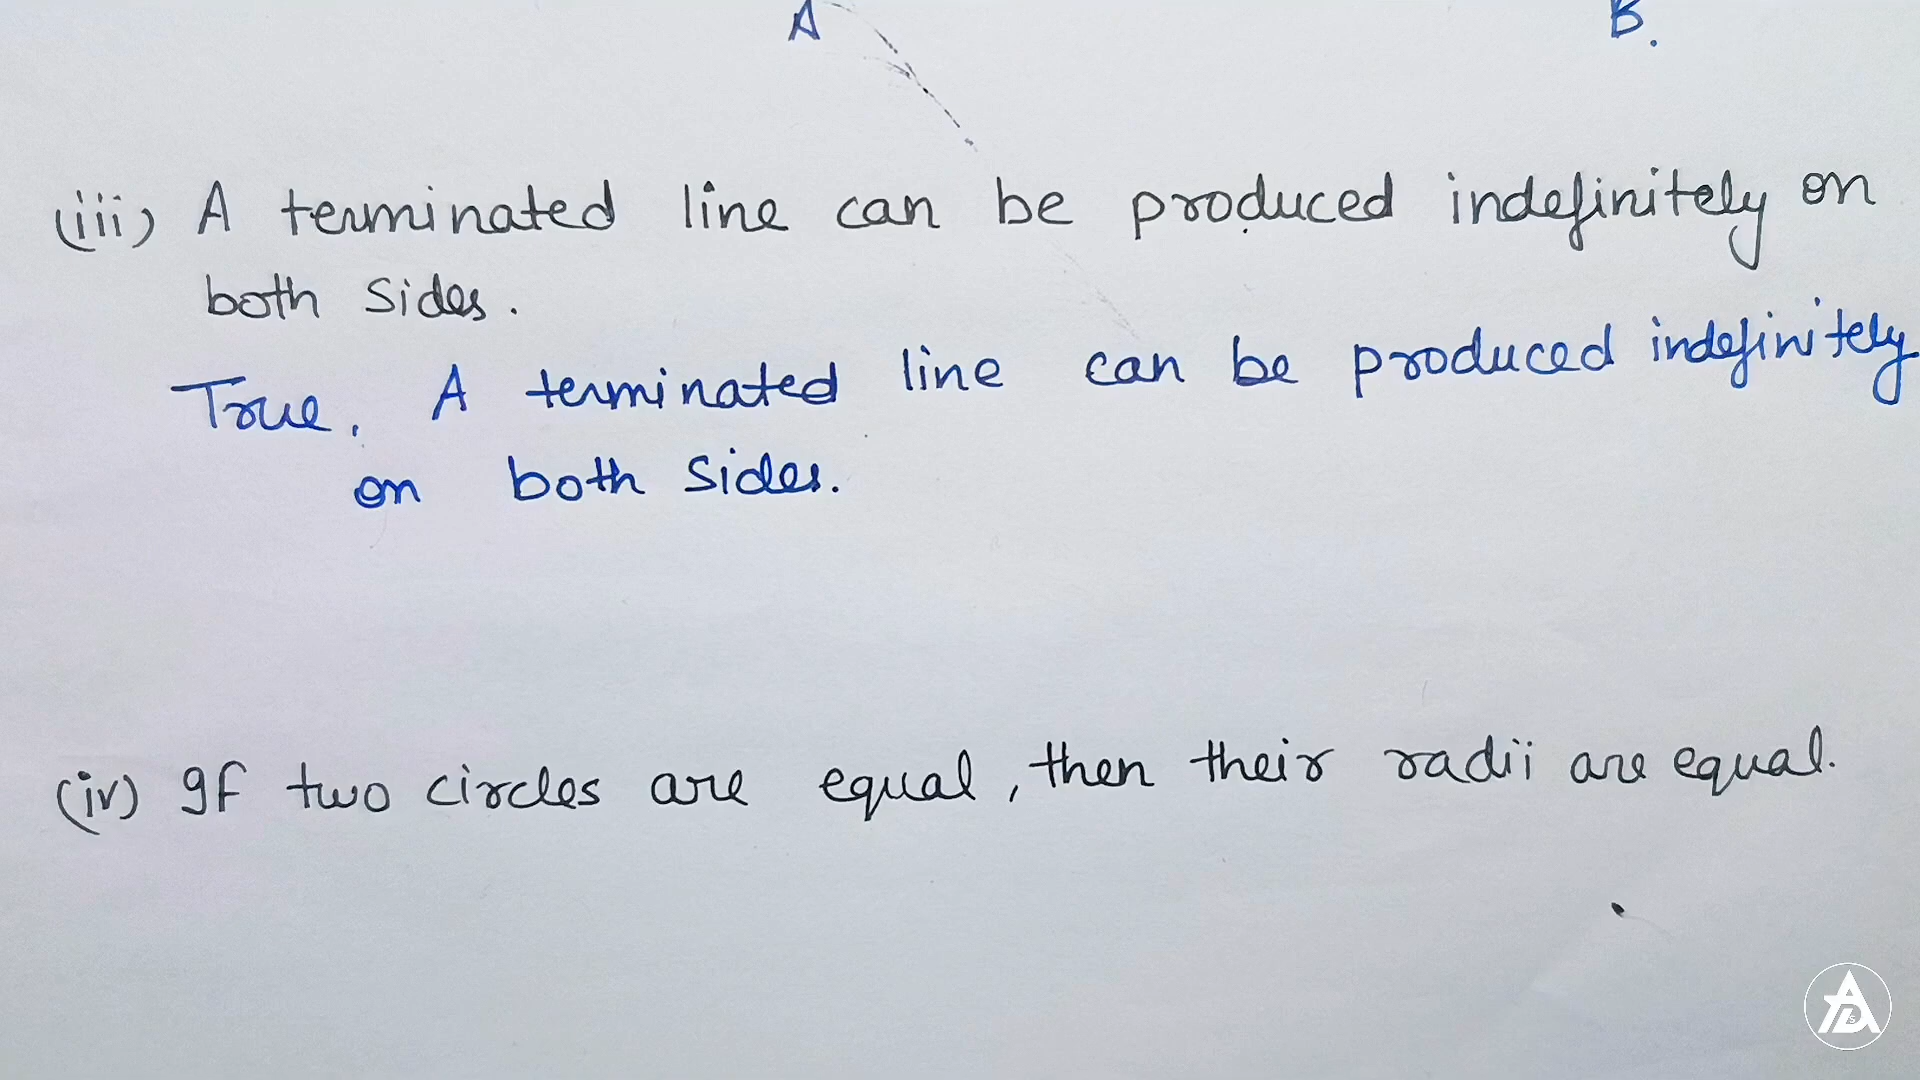 A B.
(iii) A terminated line can be produced indefinitely on
both sides.
True. A terminated line can be produced indefinitely
on both sides.
(iv) If two circles are equal, then their radii are equal.